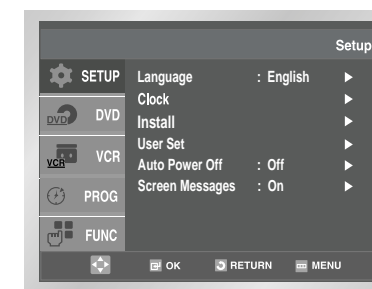 Setup
SETUP
Language : English
Clock
DVD DVD
Install
User Set
VCR VCR
Auto Power Off : Off
Screen Messages : On
PROG
FUNC
OK RETURN MENU